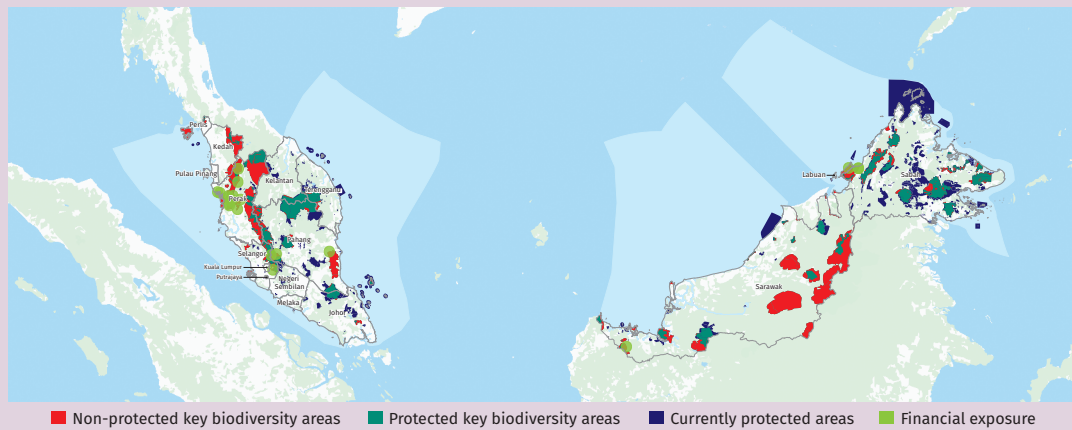 Perlis
Kedah
Pulau Pinang
Kelantan
Terengganu
Perak
Pahang
Selangor
Kuala Lumpur
Putrajaya
Negeri
Sembilan
Melaka
Johor
Labuan
Sabah
Sarawak
Non-protected key biodiversity areas
Protected key biodiversity areas
Currently protected areas
Financial exposure